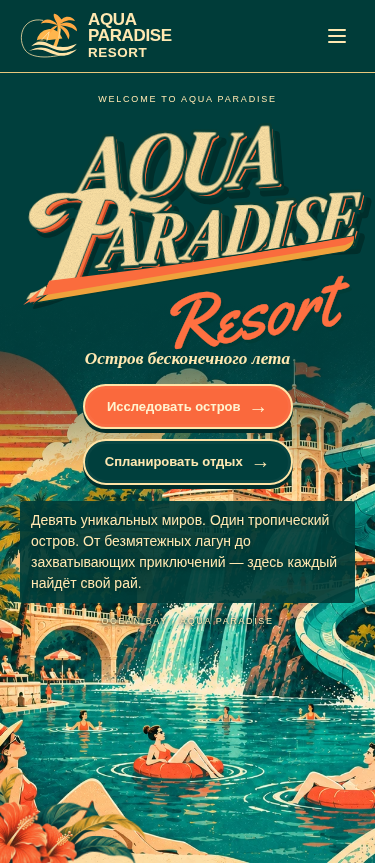 AQUA
PARADISE
RESORT
WELCOME TO AQUA PARADISE
AQUA
PARADISE
Resort
Остров бесконечного лета
Исследовать остров →
Спланировать отдых →
Девять уникальных миров. Один тропический
остров. От безмятежных лагун до
захватывающих приключений — здесь каждый
найдёт свой рай.
OCEAN BAY AQUA PARADISE